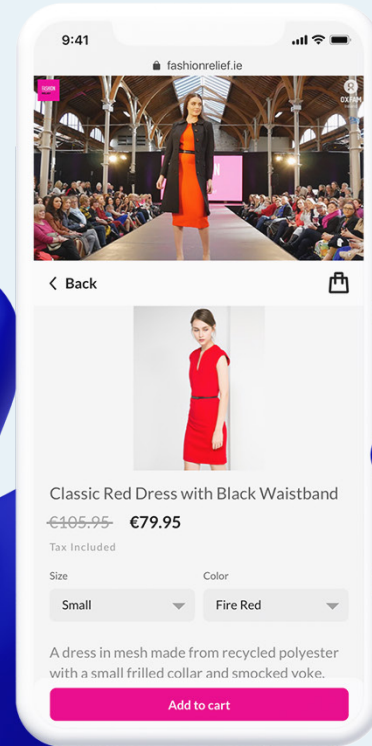 9:41
fashionrelief.ie
FASHION
OXFAM
N
Back
Classic Red Dress with Black Waistband
€105.95 €79.95
Tax Included
Size Color
Small Fire Red
A dress in mesh made from recycled polyester
with a small frilled collar and smocked yoke.
Add to cart